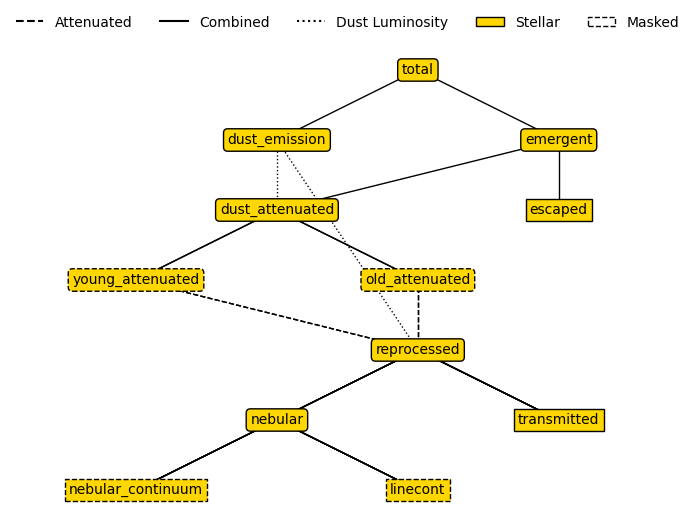 Attenuated Combined Dust Luminosity Stellar Masked
total
dust_emission emergent
dust_attenuated escaped
young_attenuated old_attenuated
reprocessed
nebular transmitted
nebular_continuum linecont